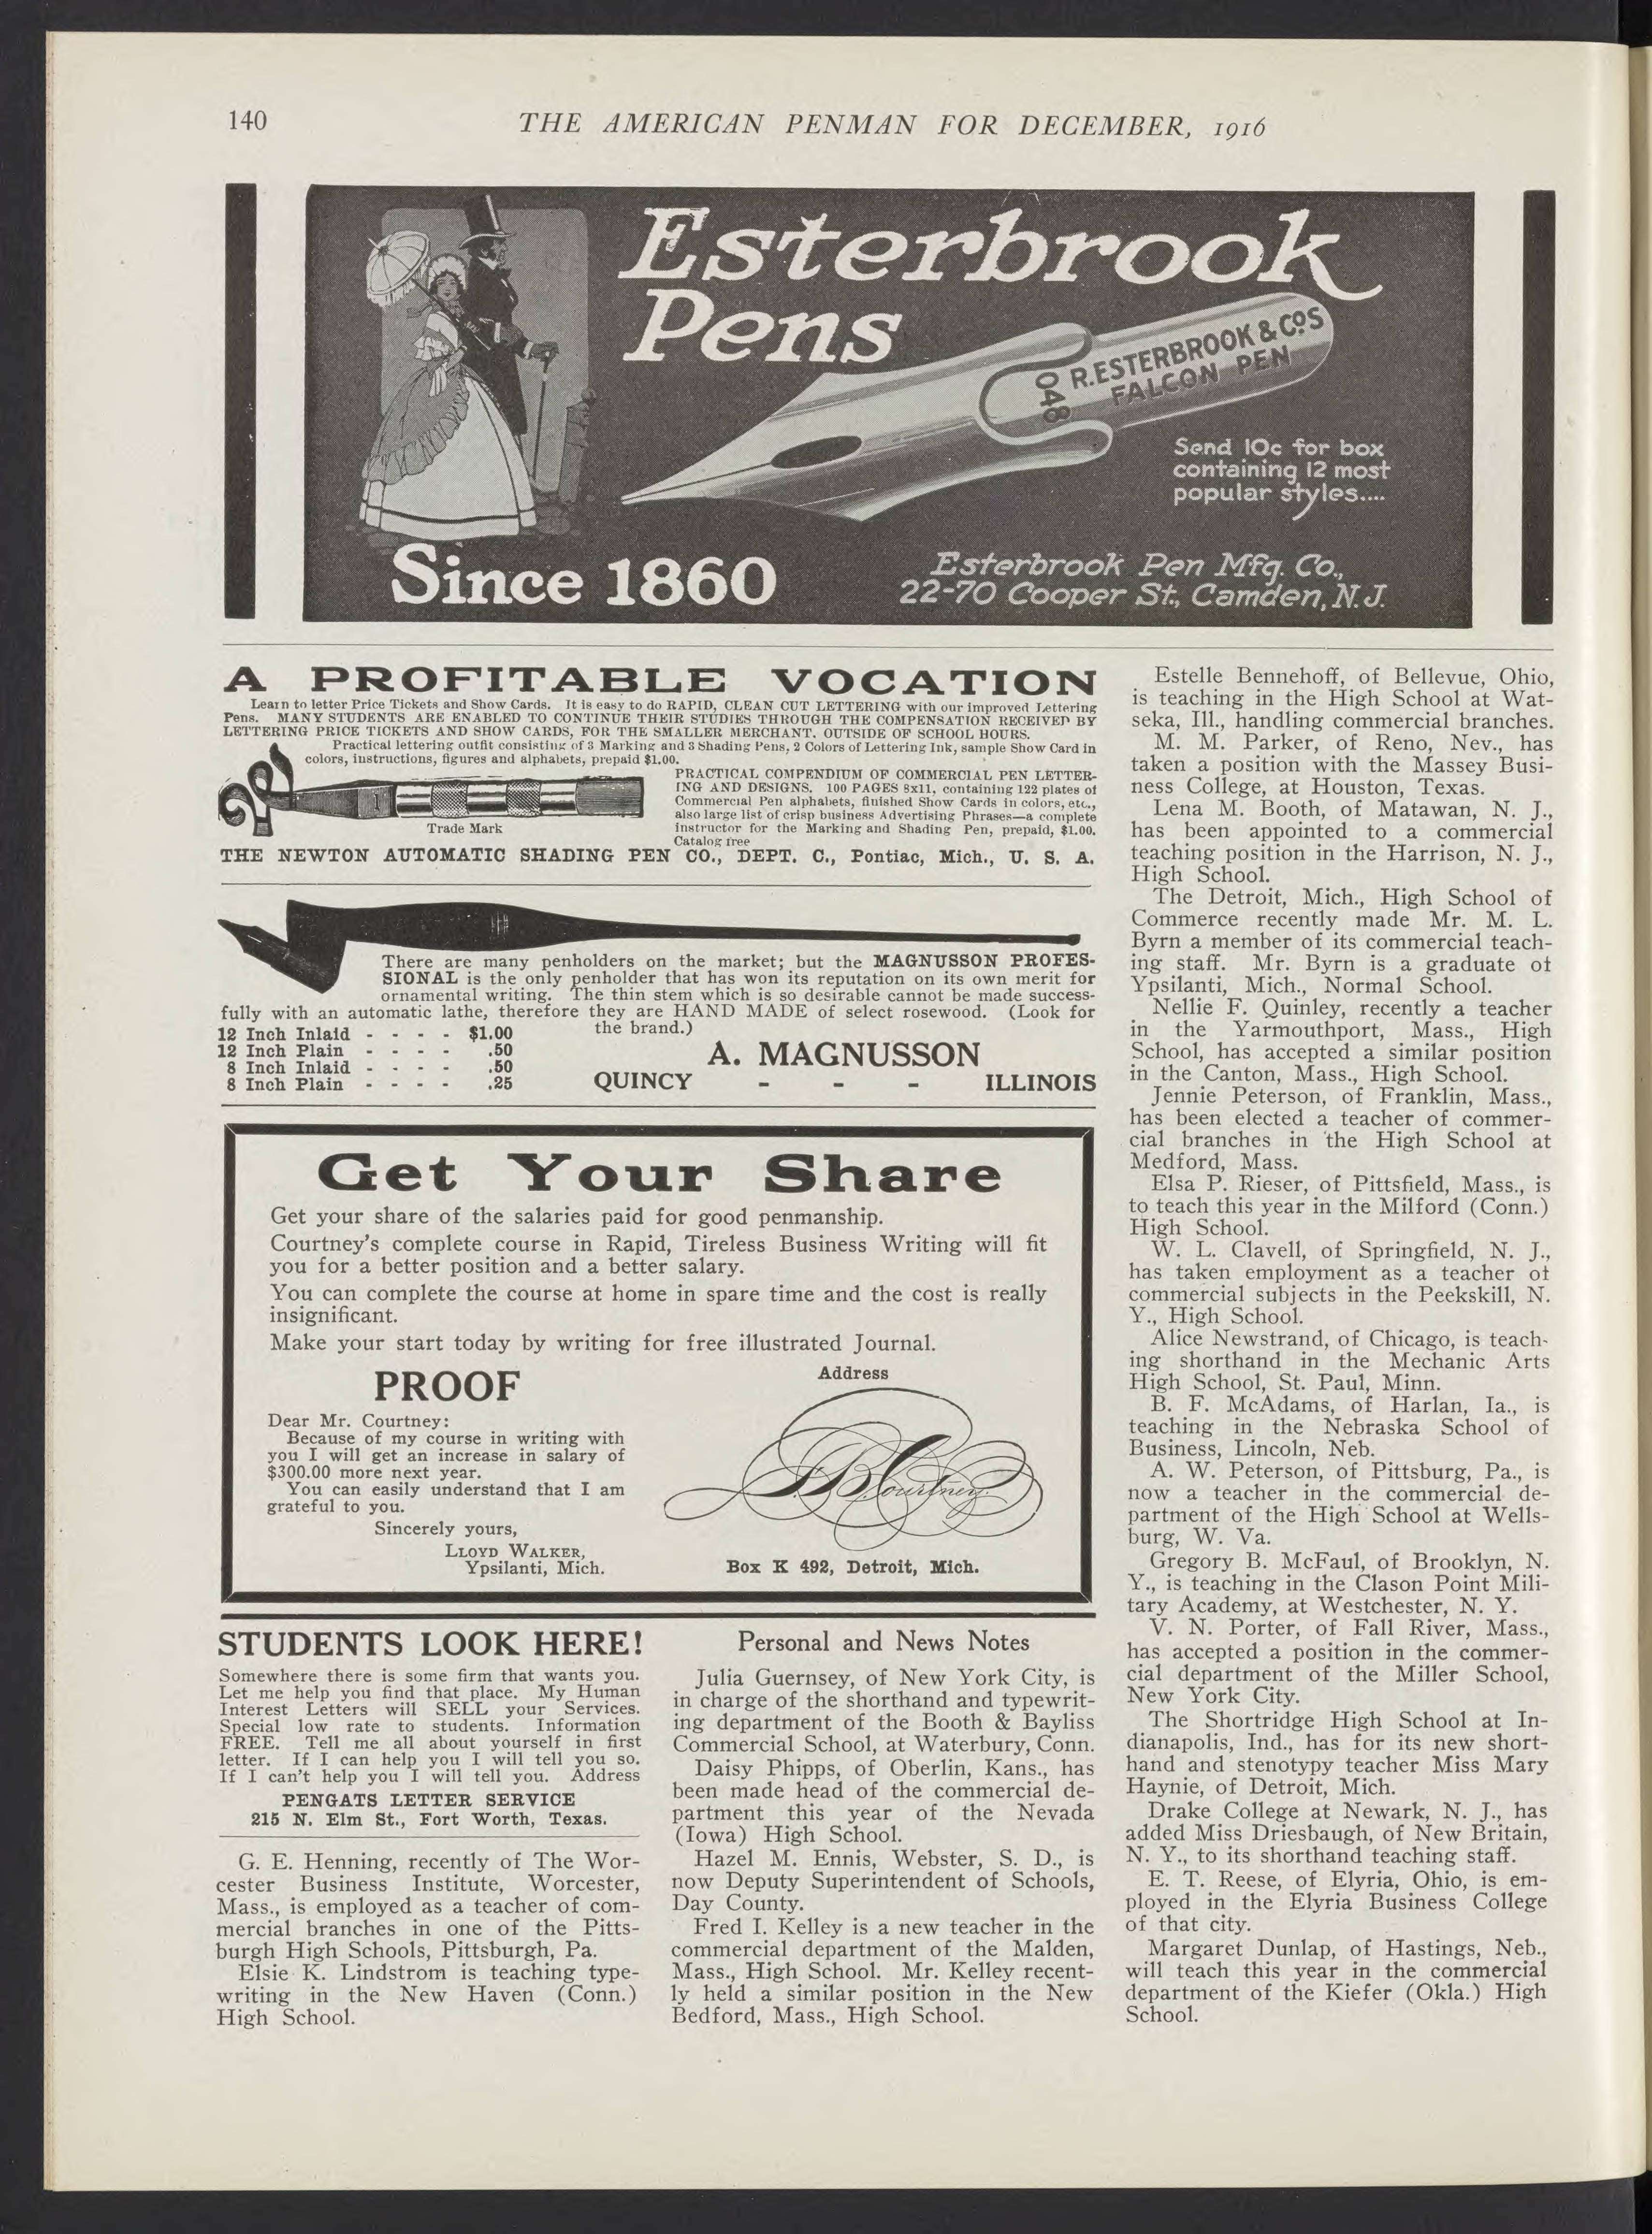 140
THE AMERICAN PENMAN FOR DECEMBER, 1916
Esterbrook
Pens
R.ESTERBROOK & CO'S
FALCON PEN
048
Send 10c for box
containing 12 most
popular styles....
Since 1860
Esterbrook Pen Mfg. Co.,
22-70 Cooper St., Camden, N.J.
A PROFITABLE VOCATION
Learn to letter Price Tickets and Show Cards. It is easy to do RAPID, CLEAN CUT LETTERING with our improved Lettering
Pens. MANY STUDENTS ARE ENABLED TO CONTINUE THEIR STUDIES THROUGH THE COMPENSATION RECEIVED BY
LETTERING PRICE TICKETS AND SHOW CARDS, FOR THE SMALLER MERCHANT, OUTSIDE OF SCHOOL HOURS.
Practical lettering outfit consisting of 3 Marking and 3 Shading Pens, 2 Colors of Lettering Ink, sample Show Card in
colors, instructions, figures and alphabets, prepaid $1.00.
PRACTICAL COMPENDIUM OF COMMERCIAL PEN LETTER-
ING AND DESIGNS. 100 PAGES 8x11, containing 122 plates of
Commercial Pen alphabets, finished Show Cards in colors, etc.,
also large list of crisp business Advertising Phrases—a complete
instructor for the Marking and Shading Pen, prepaid, $1.00.
Catalog free
Trade Mark
THE NEWTON AUTOMATIC SHADING PEN CO., DEPT. C., Pontiac, Mich., U. S. A.
There are many penholders on the market; but the MAGNUSSON PROFES-
SIONAL is the only penholder that has won its reputation on its own merit for
ornamental writing. The thin stem which is so desirable cannot be made success-
fully with an automatic lathe, therefore they are HAND MADE of select rosewood. (Look for
the brand.)
12 Inch Inlaid - - - - $1.00
12 Inch Plain - - - - .50
8 Inch Inlaid - - - - .50
8 Inch Plain - - - - .25
A. MAGNUSSON
QUINCY - - - ILLINOIS
Get Your Share
Get your share of the salaries paid for good penmanship.
Courtney's complete course in Rapid, Tireless Business Writing will fit
you for a better position and a better salary.
You can complete the course at home in spare time and the cost is really
insignificant.
Make your start today by writing for free illustrated Journal.
PROOF
Dear Mr. Courtney:
Because of my course in writing with
you I will get an increase in salary of
$300.00 more next year.
You can easily understand that I am
grateful to you.
Sincerely yours,
LLOYD WALKER,
Ypsilanti, Mich.
Address
Courtney
Box K 492, Detroit, Mich.
STUDENTS LOOK HERE!
Somewhere there is some firm that wants you.
Let me help you find that place. My Human
Interest Letters will SELL your Services.
Special low rate to students. Information
FREE. Tell me all about yourself in first
letter. If I can help you I will tell you so.
If I can't help you I will tell you. Address
PENGATS LETTER SERVICE
215 N. Elm St., Fort Worth, Texas.
G. E. Henning, recently of The Wor-
cester Business Institute, Worcester,
Mass., is employed as a teacher of com-
mercial branches in one of the Pitts-
burgh High Schools, Pittsburgh, Pa.
Elsie K. Lindstrom is teaching type-
writing in the New Haven (Conn.)
High School.
Personal and News Notes
Julia Guernsey, of New York City, is
in charge of the shorthand and typewrit-
ing department of the Booth & Bayliss
Commercial School, at Waterbury, Conn.
Daisy Phipps, of Oberlin, Kans., has
been made head of the commercial de-
partment this year of the Nevada
(Iowa) High School.
Hazel M. Ennis, Webster, S. D., is
now Deputy Superintendent of Schools,
Day County.
Fred I. Kelley is a new teacher in the
commercial department of the Malden,
Mass., High School. Mr. Kelley recent-
ly held a similar position in the New
Bedford, Mass., High School.
Estelle Bennehoff, of Bellevue, Ohio,
is teaching in the High School at Wat-
seka, Ill., handling commercial branches.
M. M. Parker, of Reno, Nev., has
taken a position with the Massey Busi-
ness College, at Houston, Texas.
Lena M. Booth, of Matawan, N. J.,
has been appointed to a commercial
teaching position in the Harrison, N. J.,
High School.
The Detroit, Mich., High School of
Commerce recently made Mr. M. L.
Byrn a member of its commercial teach-
ing staff. Mr. Byrn is a graduate of
Ypsilanti, Mich., Normal School.
Nellie F. Quinley, recently a teacher
in the Yarmouthport, Mass., High
School, has accepted a similar position
in the Canton, Mass., High School.
Jennie Peterson, of Franklin, Mass.,
has been elected a teacher of commer-
cial branches in the High School at
Medford, Mass.
Elsa P. Rieser, of Pittsfield, Mass., is
to teach this year in the Milford (Conn.)
High School.
W. L. Clavell, of Springfield, N. J.,
has taken employment as a teacher of
commercial subjects in the Peekskill, N.
Y., High School.
Alice Newstrand, of Chicago, is teach-
ing shorthand in the Mechanic Arts
High School, St. Paul, Minn.
B. F. McAdams, of Harlan, Ia., is
teaching in the Nebraska School of
Business, Lincoln, Neb.
A. W. Peterson, of Pittsburg, Pa., is
now a teacher in the commercial de-
partment of the High School at Wells-
burg, W. Va.
Gregory B. McFaul, of Brooklyn, N.
Y., is teaching in the Clason Point Mili-
tary Academy, at Westchester, N. Y.
V. N. Porter, of Fall River, Mass.,
has accepted a position in the commer-
cial department of the Miller School,
New York City.
The Shortridge High School at In-
dianapolis, Ind., has for its new short-
hand and stenotypy teacher Miss Mary
Haynie, of Detroit, Mich.
Drake College at Newark, N. J., has
added Miss Driesbaugh, of New Britain,
N. Y., to its shorthand teaching staff.
E. T. Reese, of Elyria, Ohio, is em-
ployed in the Elyria Business College
of that city.
Margaret Dunlap, of Hastings, Neb.,
will teach this year in the commercial
department of the Kiefer (Okla.) High
School.